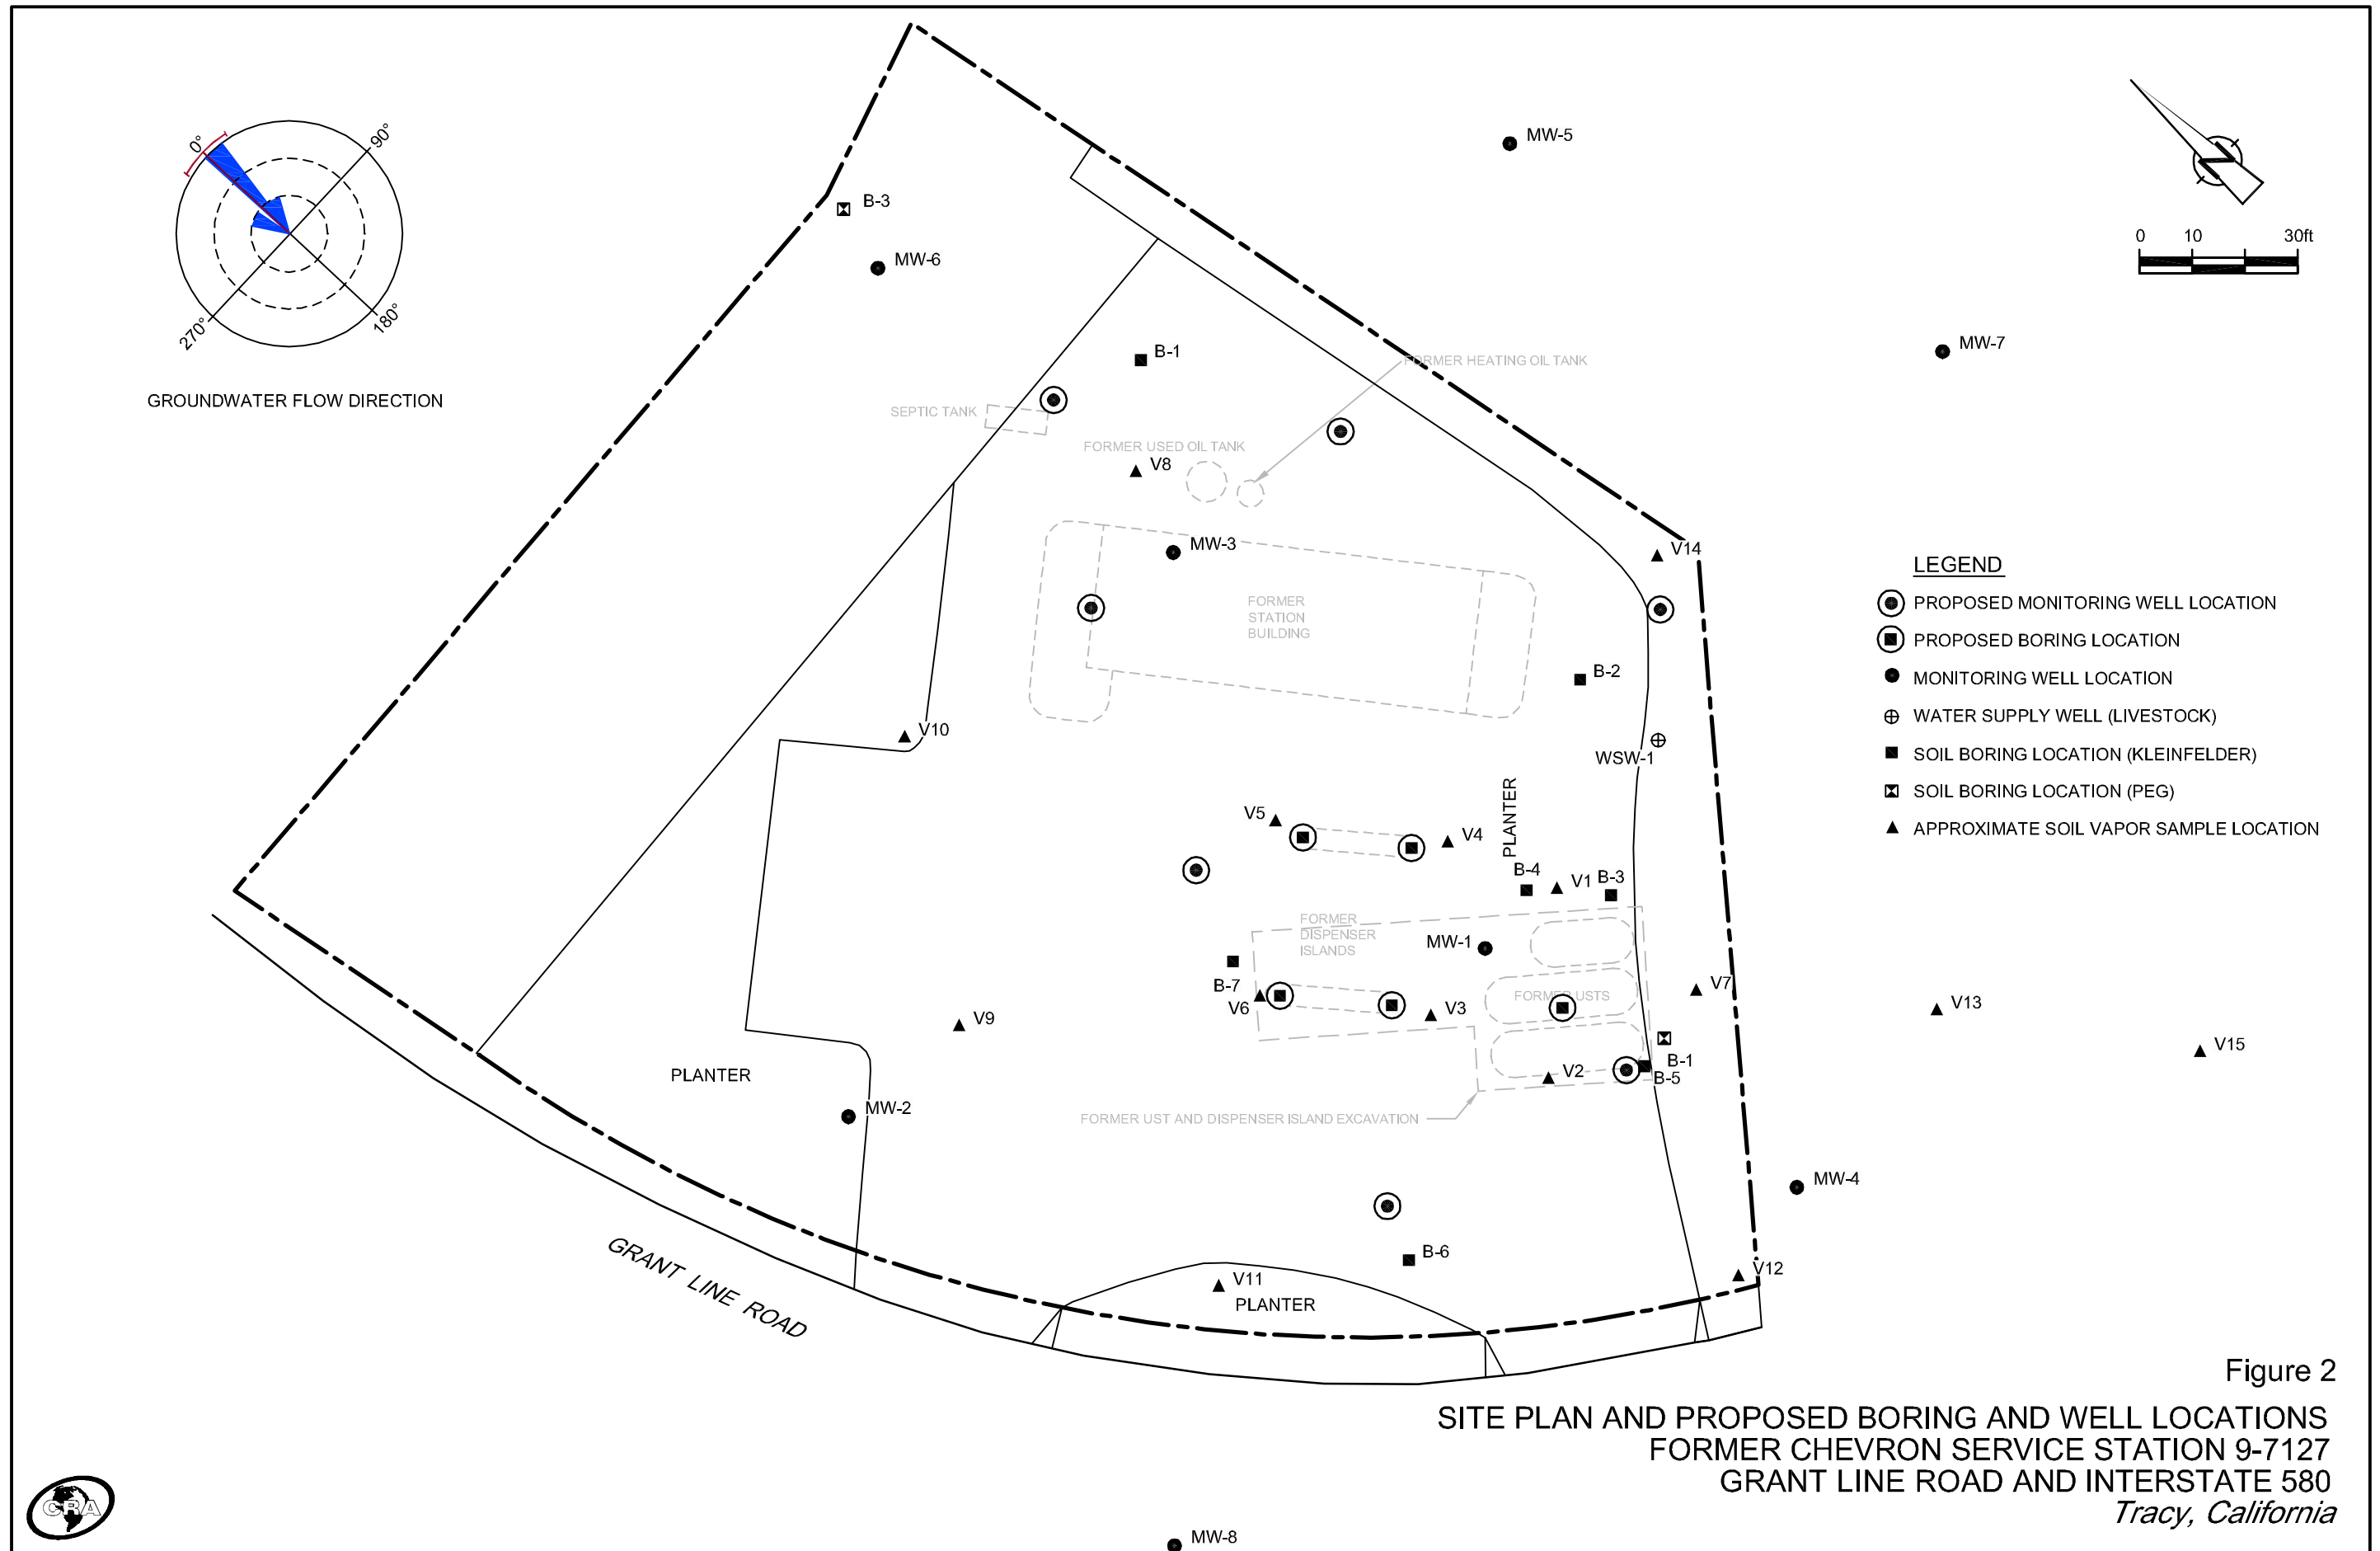 0°
90°
270°
180°
GROUNDWATER FLOW DIRECTION
N
0 10 30ft
MW-5
B-3
MW-6
MW-7
B-1
FORMER HEATING OIL TANK
SEPTIC TANK
FORMER USED OIL TANK
V8
MW-3
V14
FORMER
STATION
BUILDING
B-2
V10
WSW-1
PLANTER
V5
V4
B-4
V1
B-3
FORMER
DISPENSER
ISLANDS
MW-1
B-7
V6
V3
FORMER USTS
V7
V13
V15
V9
B-1
B-5
V2
PLANTER
MW-2
FORMER UST AND DISPENSER ISLAND EXCAVATION
MW-4
B-6
V12
V11
PLANTER
GRANT LINE ROAD
MW-8
LEGEND
PROPOSED MONITORING WELL LOCATION
PROPOSED BORING LOCATION
MONITORING WELL LOCATION
WATER SUPPLY WELL (LIVESTOCK)
SOIL BORING LOCATION (KLEINFELDER)
SOIL BORING LOCATION (PEG)
APPROXIMATE SOIL VAPOR SAMPLE LOCATION
Figure 2
SITE PLAN AND PROPOSED BORING AND WELL LOCATIONS
FORMER CHEVRON SERVICE STATION 9-7127
GRANT LINE ROAD AND INTERSTATE 580
Tracy, California
CRA